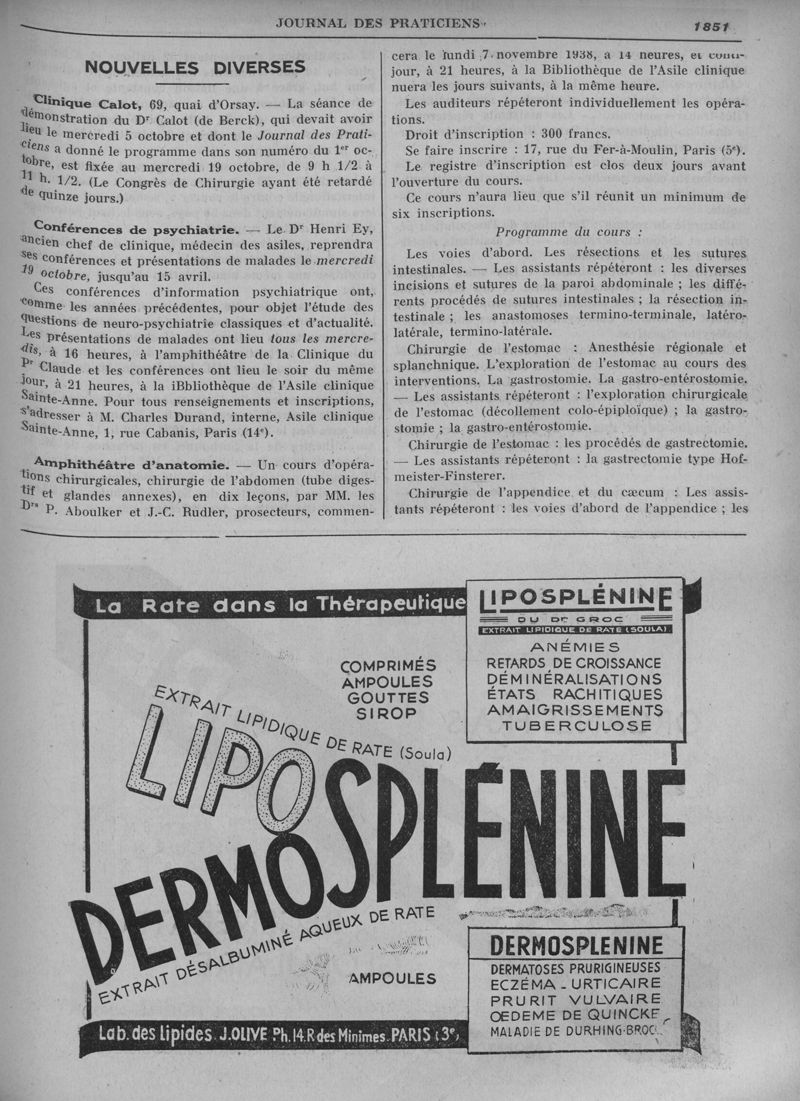 JOURNAL DES PRATICIENS
1851
NOUVELLES DIVERSES
Clinique Calot, 69, quai d'Orsay. — La séance de
démonstration du Dr Calot (de Berck), qui devait avoir
lieu le mercredi 5 octobre et dont le Journal des Prati-
ciens a donné le programme dans son numéro du 1er oc-
tobre, est fixée au mercredi 19 octobre, de 9 h 1/2 à
11 h. 1/2. (Le Congrès de Chirurgie ayant été retardé
de quinze jours.)
Conférences de psychiatrie. — Le Dr Henri Ey,
ancien chef de clinique, médecin des asiles, reprendra
ses conférences et présentations de malades le mercredi
19 octobre, jusqu'au 15 avril.
Ces conférences d'information psychiatrique ont,
comme les années précédentes, pour objet l'étude des
questions de neuro-psychiatrie classiques et d'actualité.
Les présentations de malades ont lieu tous les mercre-
dis, à 16 heures, à l'amphithéâtre de la Clinique du
Pr Claude et les conférences ont lieu le soir du même
jour, à 21 heures, à la iBbliothèque de l'Asile clinique
Sainte-Anne. Pour tous renseignements et inscriptions,
s'adresser à M. Charles Durand, interne, Asile clinique
Sainte-Anne, 1, rue Cabanis, Paris (14e).
Amphithéâtre d'anatomie. — Un cours d'opéra-
tions chirurgicales, chirurgie de l'abdomen (tube diges-
tif et glandes annexes), en dix leçons, par MM. les
Drs P. Aboulker et J.-C. Rudler, prosecteurs, commen-
cera le lundi 7 novembre 1938, à 14 heures, et conti-
jour, à 21 heures, à la Bibliothèque de l'Asile clinique
nuera les jours suivants, à la même heure.
Les auditeurs répéteront individuellement les opéra-
tions.
Droit d'inscription : 300 francs.
Se faire inscrire : 17, rue du Fer-à-Moulin, Paris (5e).
Le registre d'inscription est clos deux jours avant
l'ouverture du cours.
Ce cours n'aura lieu que s'il réunit un minimum de
six inscriptions.
Programme du cours :
Les voies d'abord. Les résections et les sutures
intestinales. — Les assistants répéteront : les diverses
incisions et sutures de la paroi abdominale ; les diffé-
rents procédés de sutures intestinales ; la résection in-
testinale ; les anastomoses termino-terminale, latéro-
latérale, termino-latérale.
Chirurgie de l'estomac : Anesthésie régionale et
splanchnique. L'exploration de l'estomac au cours des
interventions. La gastrostomie. La gastro-entérostomie.
— Les assistants répéteront : l'exploration chirurgicale
de l'estomac (décollement colo-épiploïque) ; la gastro-
stomie ; la gastro-entérostomie.
Chirurgie de l'estomac : les procédés de gastrectomie.
— Les assistants répéteront : la gastrectomie type Hof-
meister-Finsterer.
Chirurgie de l'appendice et du cæcum : Les assis-
tants répéteront : les voies d'abord de l'appendice ; les
La Rate dans la Thérapeutique
LIPOSPLÉNINE
DU DR GROC
EXTRAIT LIPIDIQUE DE RATE (SOULA)
ANÉMIES
RETARDS DE CROISSANCE
DÉMINÉRALISATIONS
ÉTATS RACHITIQUES
AMAIGRISSEMENTS
TUBERCULOSE
COMPRIMÉS
AMPOULES
GOUTTES
SIROP
EXTRAIT LIPIDIQUE DE RATE (Soula)
LIPO
DERMOSPLÉNINE
EXTRAIT DÉSALBUMINÉ AQUEUX DE RATE
AMPOULES
DERMOSPLENINE
DERMATOSES PRURIGINEUSES
ECZÉMA - URTICAIRE
PRURIT VULVAIRE
ŒDEME DE QUINCKE
MALADIE DE DURHING-BROC
Lab. des Lipides. J. OLIVE Ph. 14. R des Minimes. PARIS (3e)